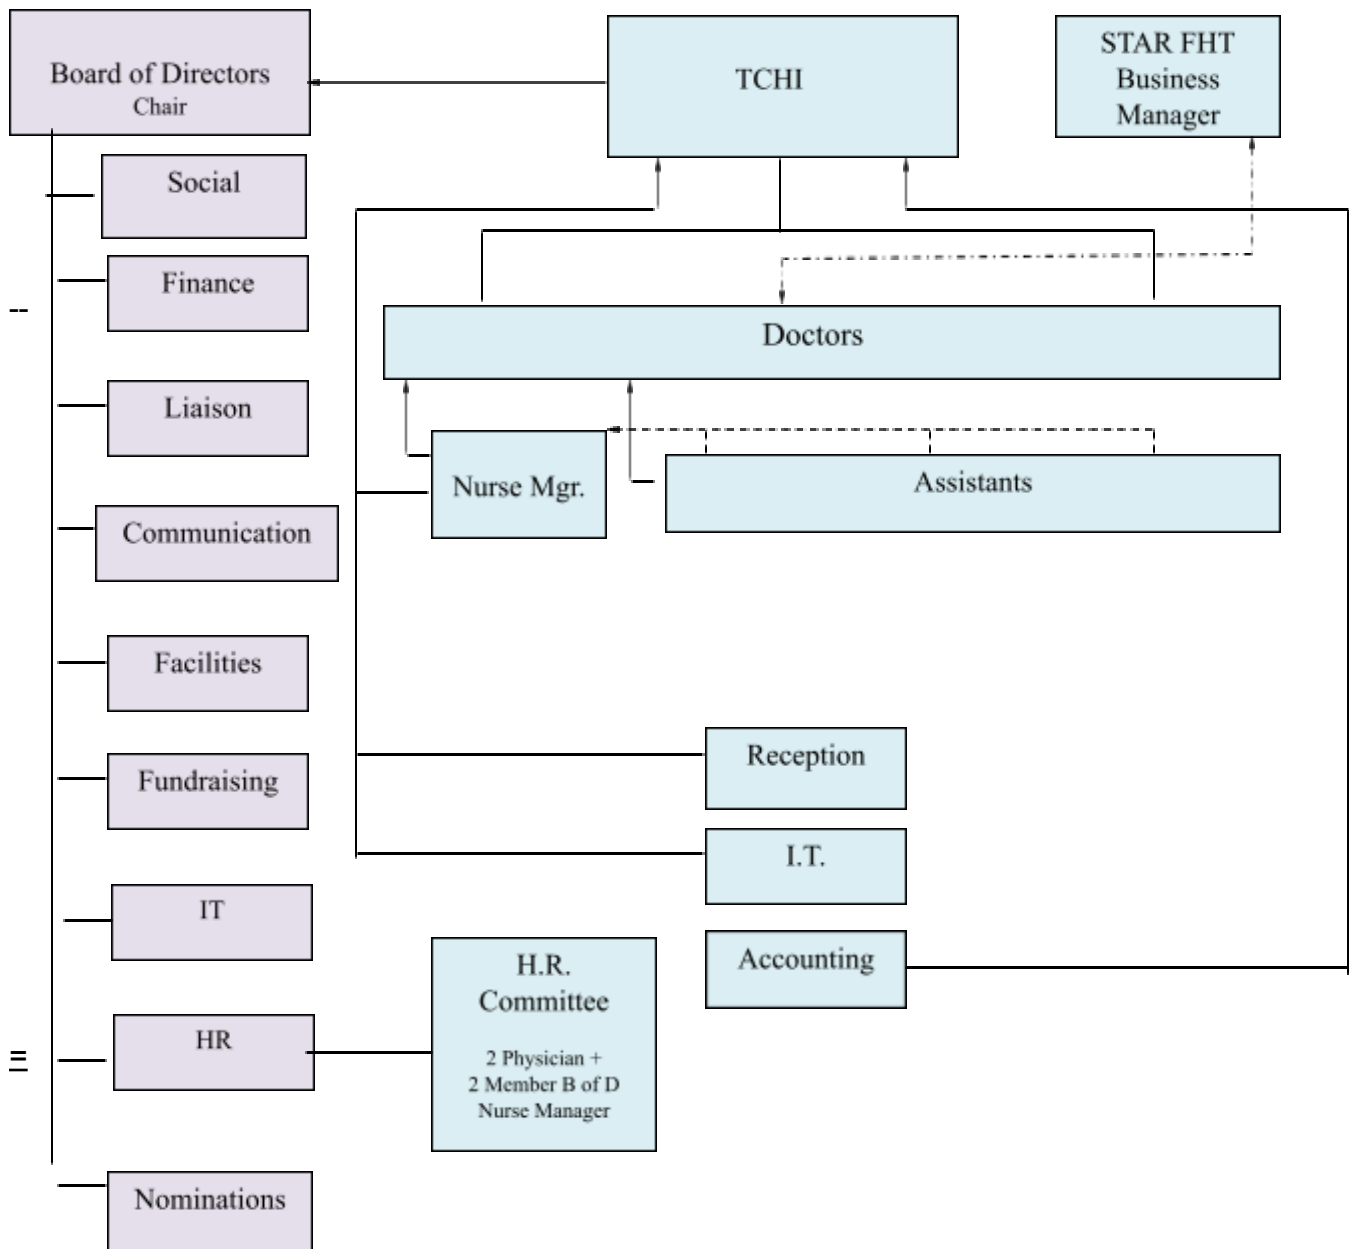 Board of Directors
Chair
TCHI
STAR FHT
Business
Manager
Social
Finance
--
Liaison
Communication
Facilities
Fundraising
IT
HR
Nominations
Doctors
Nurse Mgr.
Assistants
Reception
I.T.
Accounting
H.R.
Committee
2 Physician +
2 Member B of D
Nurse Manager